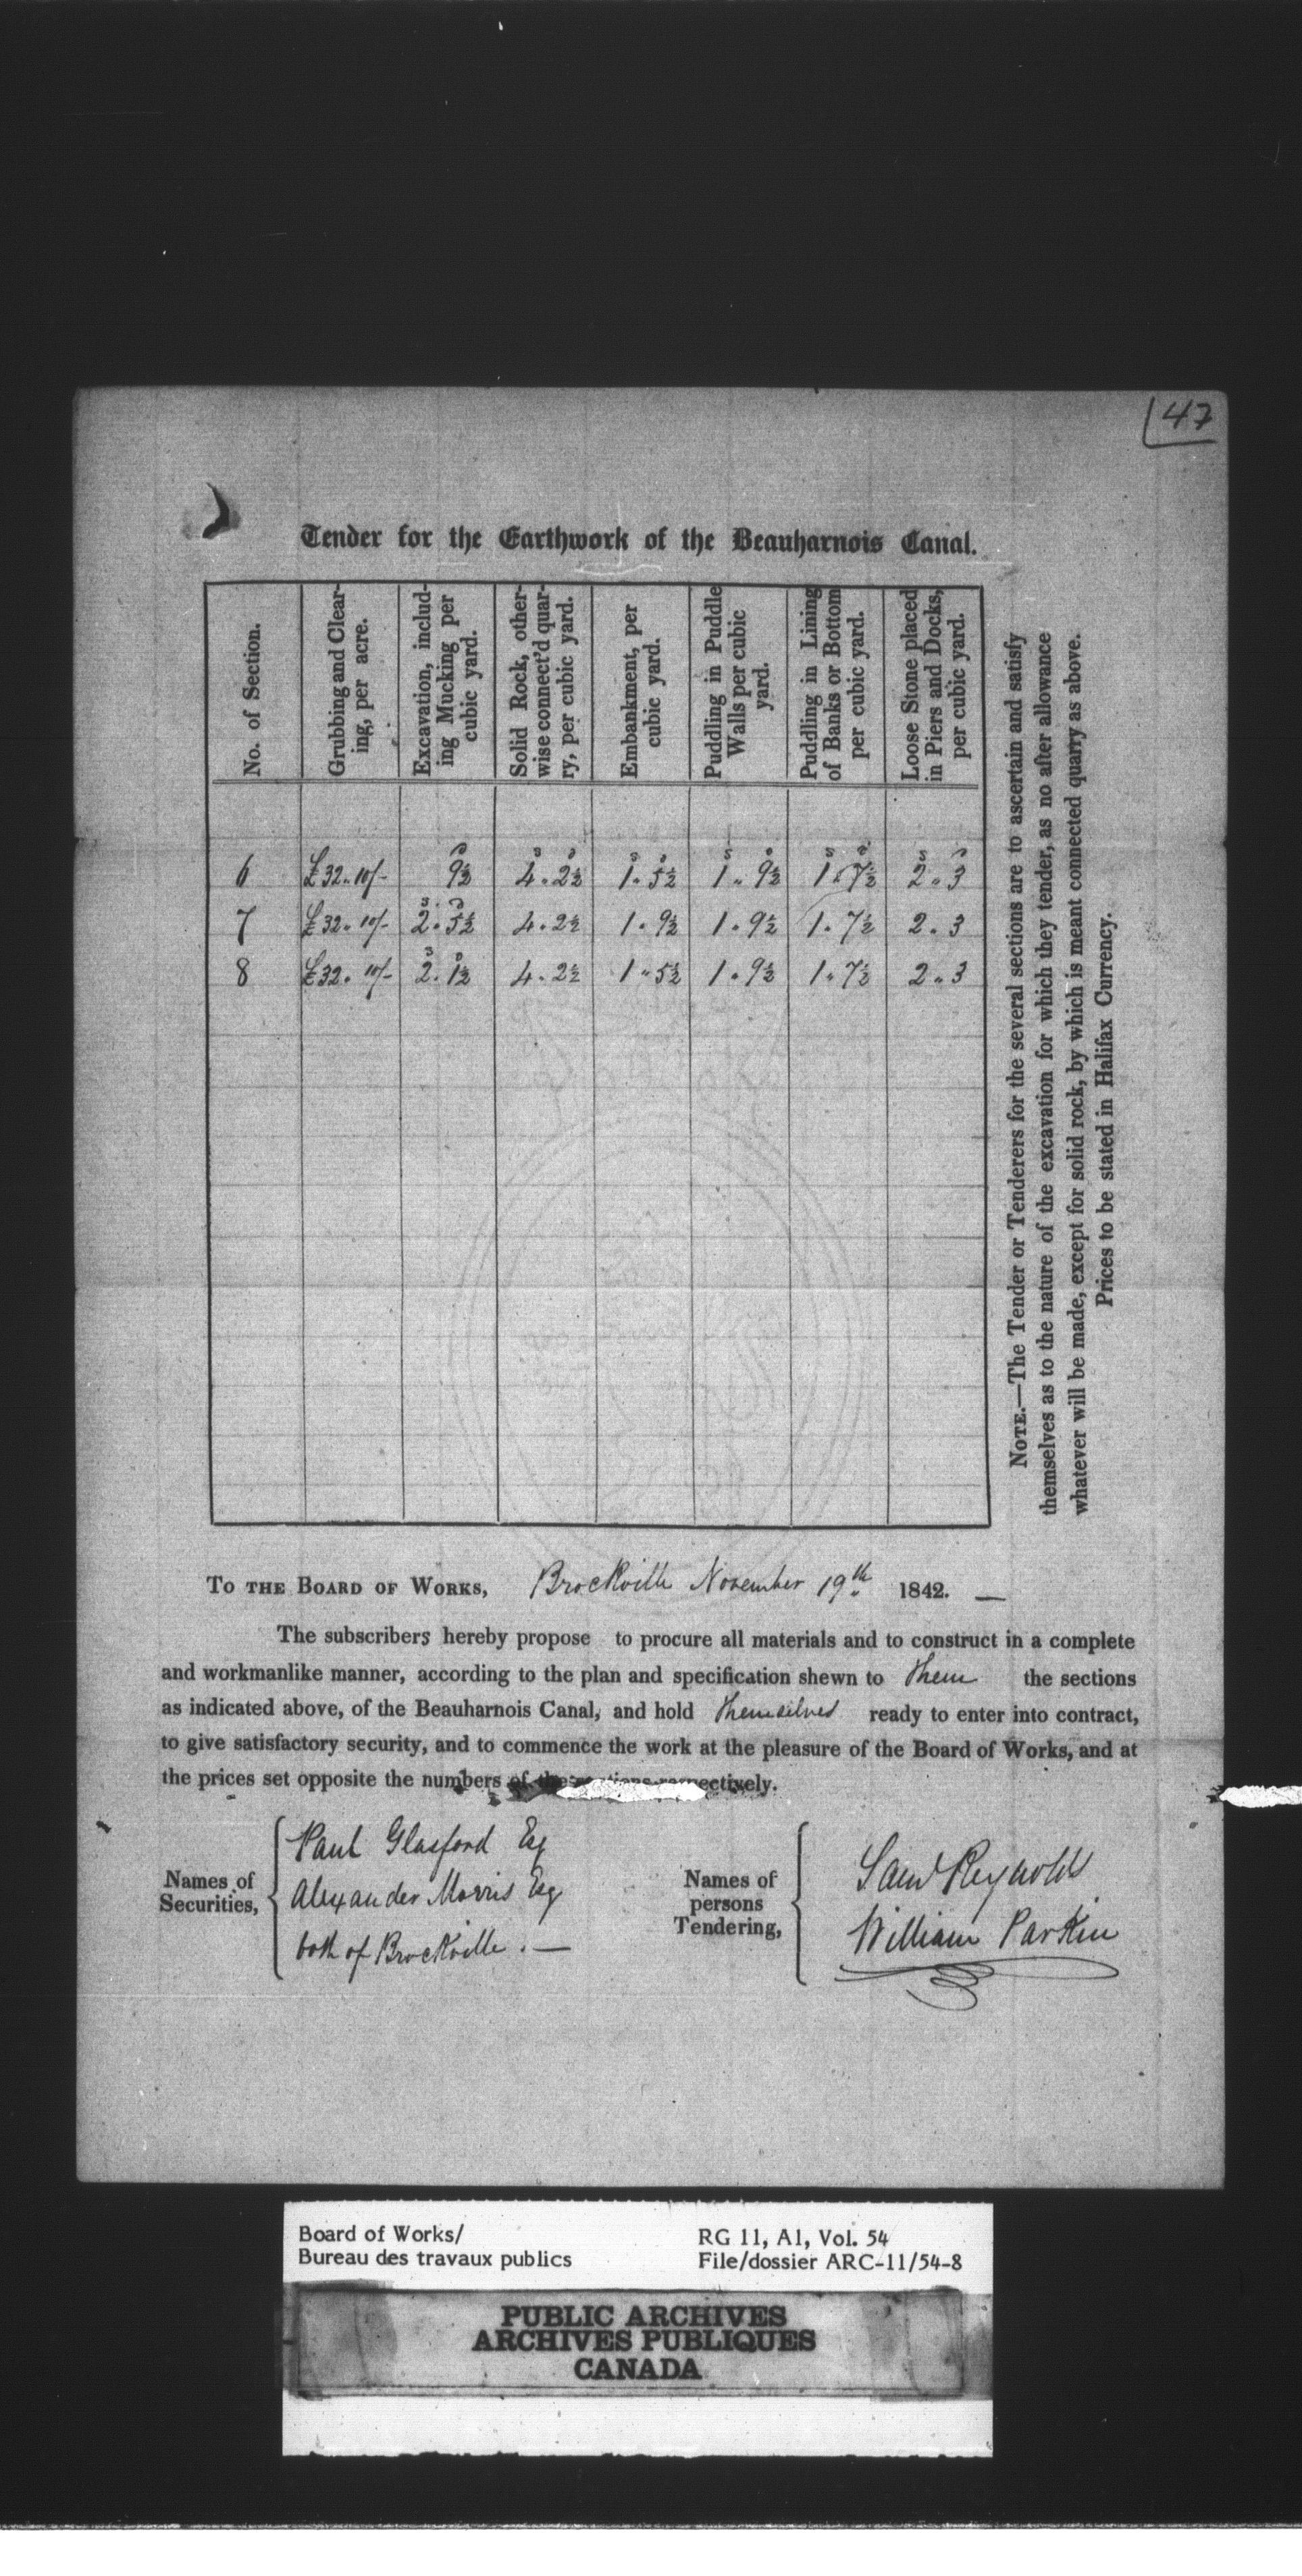 47
Tender for the Earthwork of the Beauharnois Canal.
No. of Section.
Grubbing and Clear-
ing, per acre.
Excavation, includ-
ing Mucking per
cubic yard.
Solid Rock, other-
wise connect'd quar-
ry, per cubic yard.
Embankment, per
cubic yard.
Puddling in Puddle
Walls per cubic
yard.
Puddling in Lining
of Banks or Bottom
per cubic yard.
Loose Stone placed
in Piers and Docks,
per cubic yard.
6 £32.10/- 9½ 4.2½ 1.5½ 1.9½ 1.7½ 2.3
7 £32.10/- 2.5½ 4.2½ 1.9½ 1.9½ 1.7½ 2.3
8 £32.10/- 2.1½ 4.2½ 1.5½ 1.9½ 1.7½ 2.3
NOTE.—The Tender or Tenderers for the several sections are to ascertain and satisfy
themselves as to the nature of the excavation for which they tender, as no after allowance
whatever will be made, except for solid rock, by which is meant connected quarry as above.
Prices to be stated in Halifax Currency.
TO THE BOARD OF WORKS, Brockville November 19th 1842. —
The subscribers hereby propose to procure all materials and to construct in a complete
and workmanlike manner, according to the plan and specification shewn to them the sections
as indicated above, of the Beauharnois Canal, and hold themselves ready to enter into contract,
to give satisfactory security, and to commence the work at the pleasure of the Board of Works, and at
the prices set opposite the numbers of the sections respectively.
Names of
Securities,
Paul Glasford Esq
Alexander Morris Esq
both of Brockville. —
Names of
persons
Tendering,
Saml Reynolds
William Parkin
Board of Works/
Bureau des travaux publics
RG 11, A1, Vol. 54
File/dossier ARC-11/54-8
PUBLIC ARCHIVES
ARCHIVES PUBLIQUES
CANADA